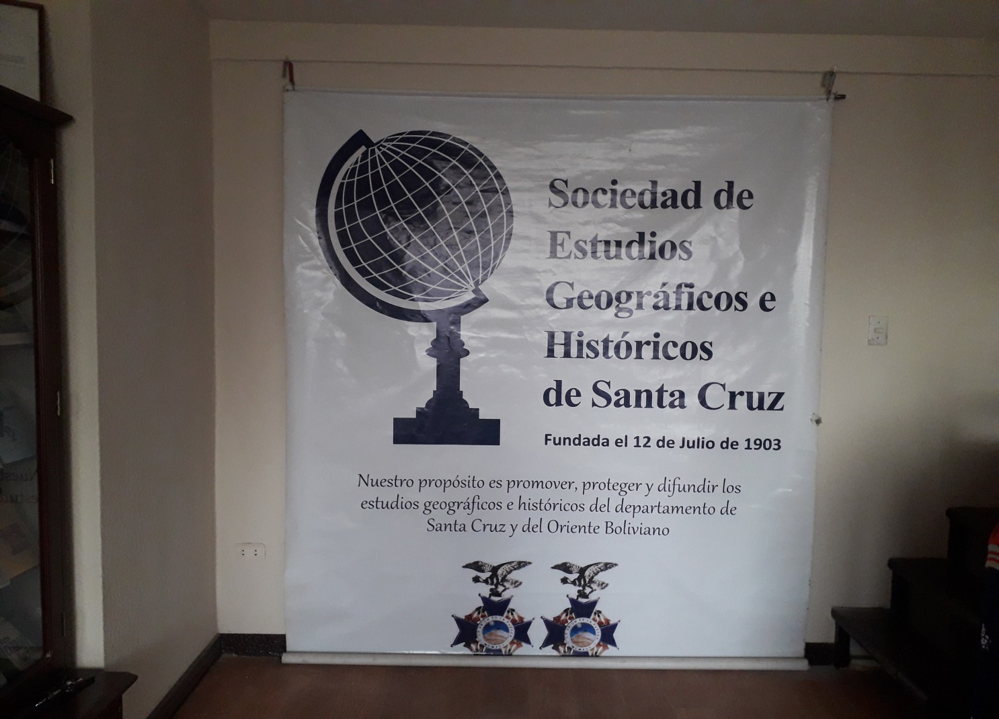 Sociedad de
Estudios
Geográficos e
Históricos
de Santa Cruz
Fundada el 12 de Julio de 1903
Nuestro propósito es promover, proteger y difundir los
estudios geográficos e históricos del departamento de
Santa Cruz y del Oriente Boliviano